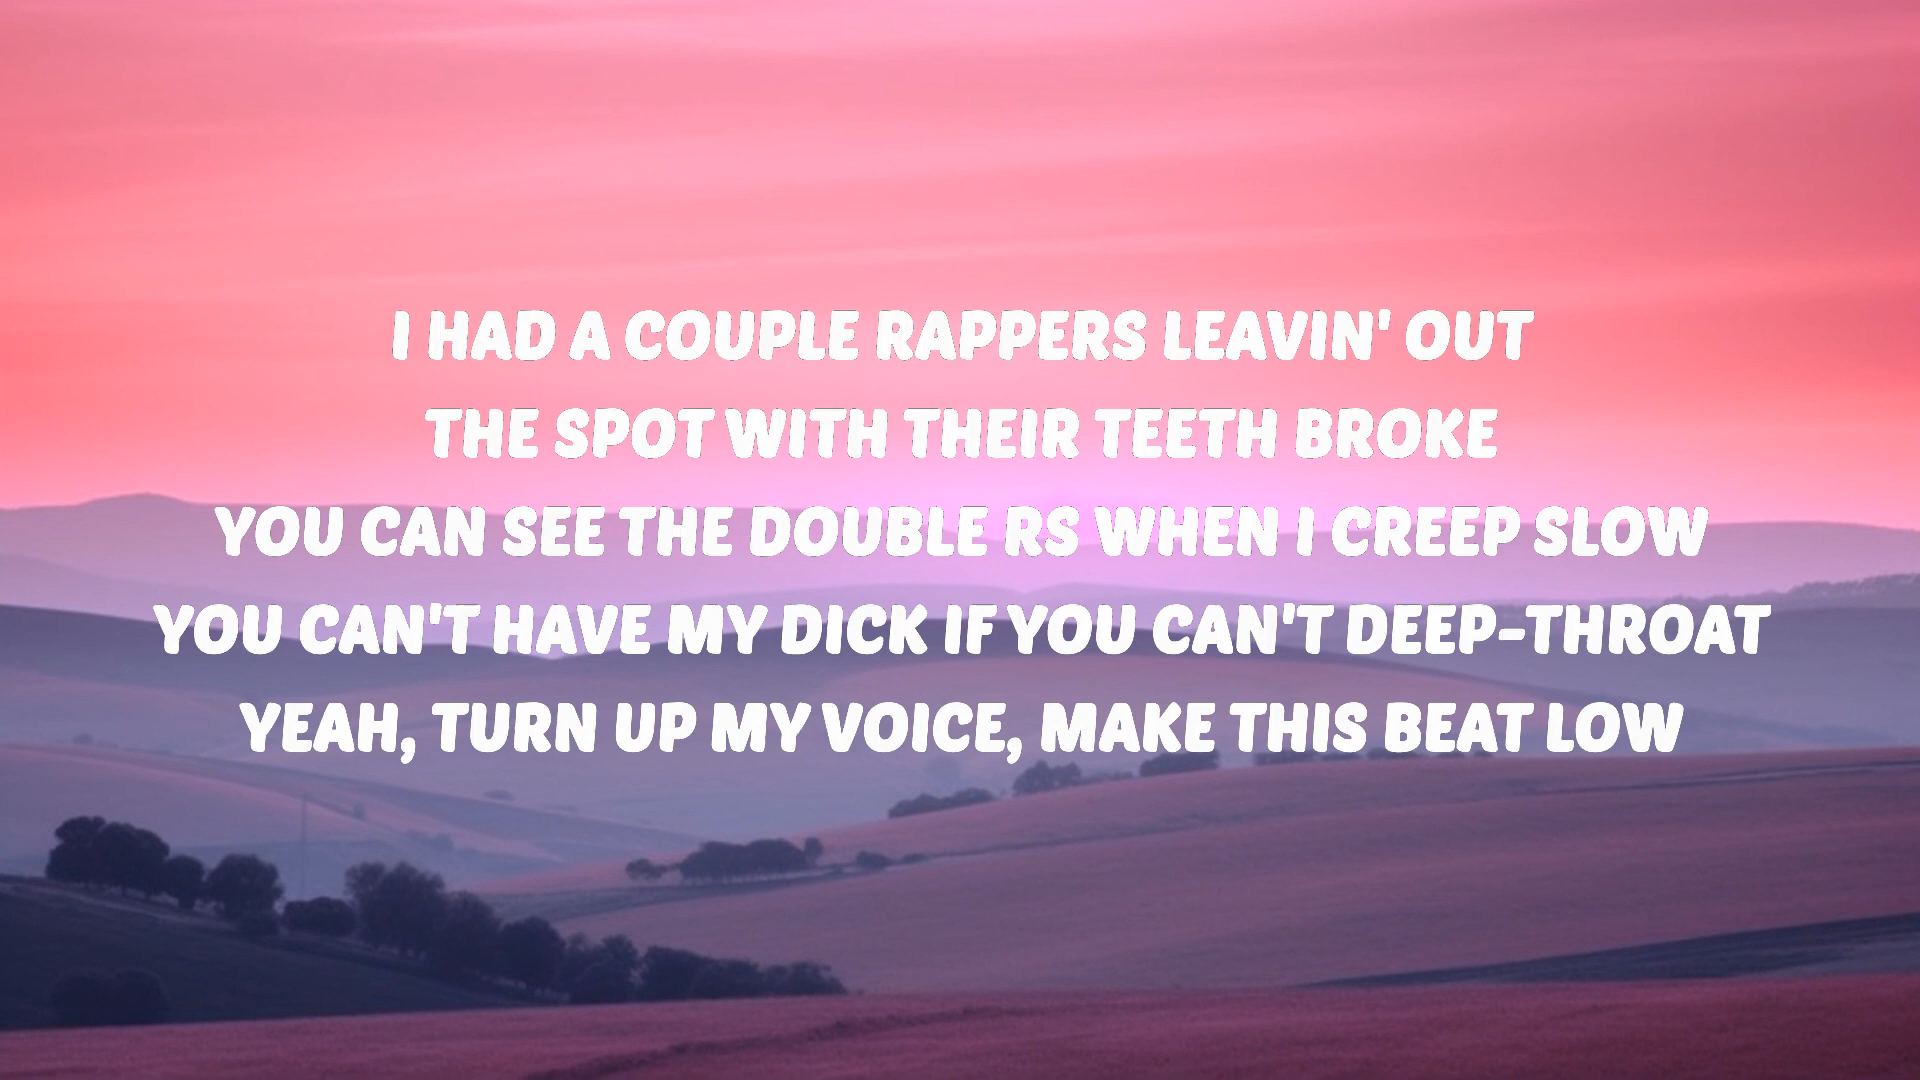 I HAD A COUPLE RAPPERS LEAVIN' OUT
THE SPOT WITH THEIR TEETH BROKE
YOU CAN SEE THE DOUBLE RS WHEN I CREEP SLOW
YOU CAN'T HAVE MY DICK IF YOU CAN'T DEEP-THROAT
YEAH, TURN UP MY VOICE, MAKE THIS BEAT LOW